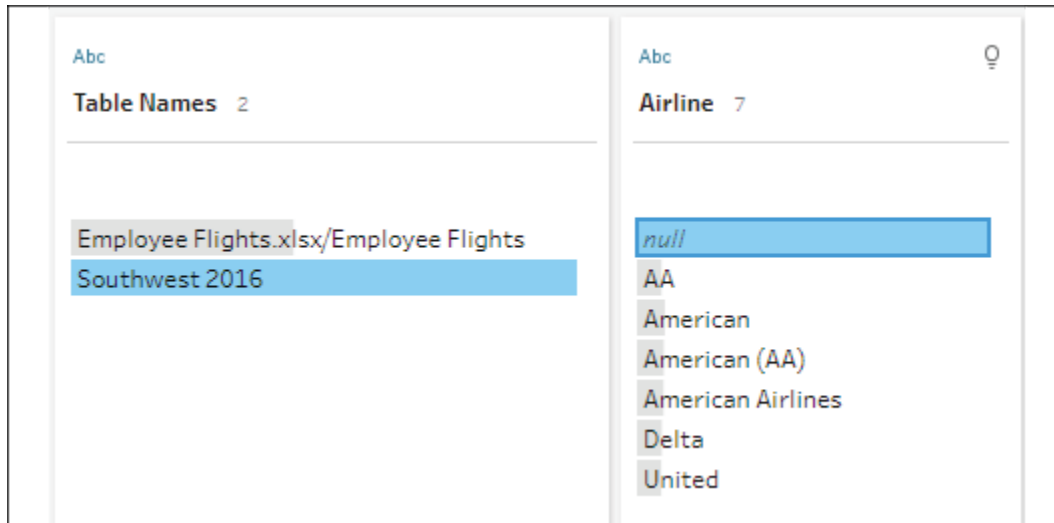 Abc
Table Names 2
Employee Flights.xlsx/Employee Flights
Southwest 2016
Abc
Airline 7
null
AA
American
American (AA)
American Airlines
Delta
United